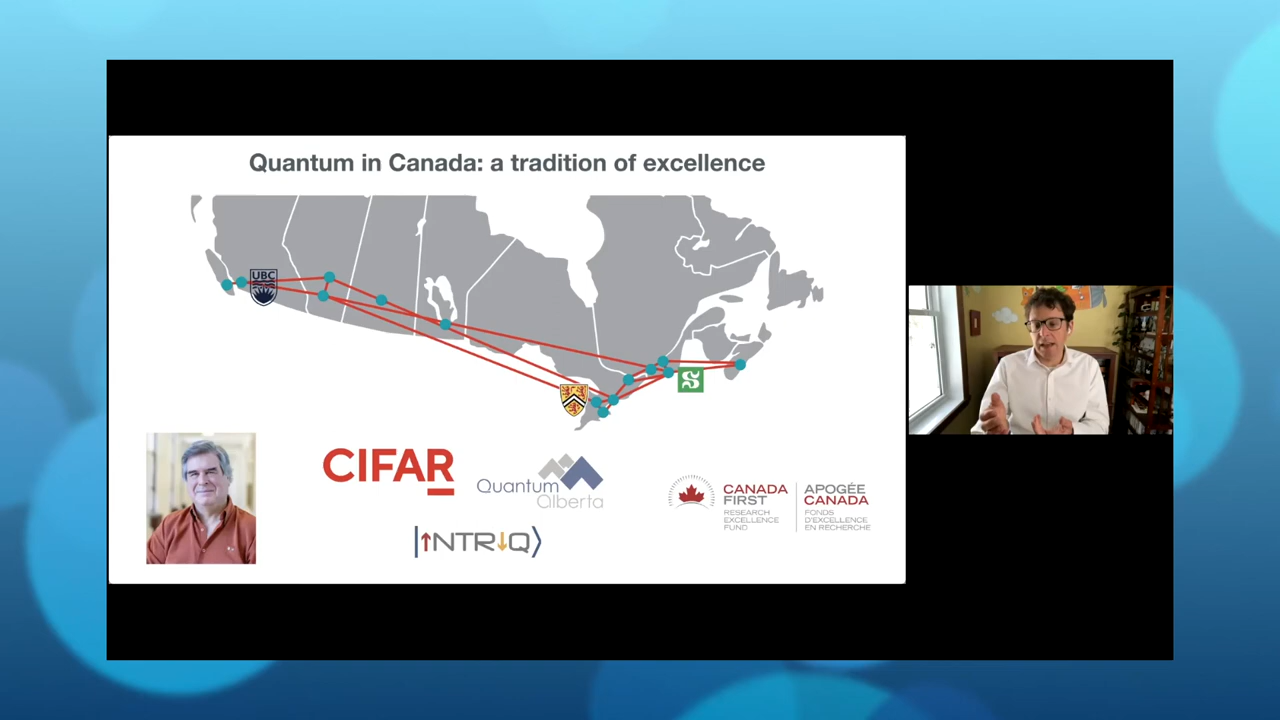 Quantum in Canada: a tradition of excellence
UBC
S
CIFAR
Quantum
Alberta
|↑NTR↓Q⟩
CANADA
FIRST
RESEARCH
EXCELLENCE
FUND
APOGÉE
CANADA
FONDS
D'EXCELLENCE
EN RECHERCHE